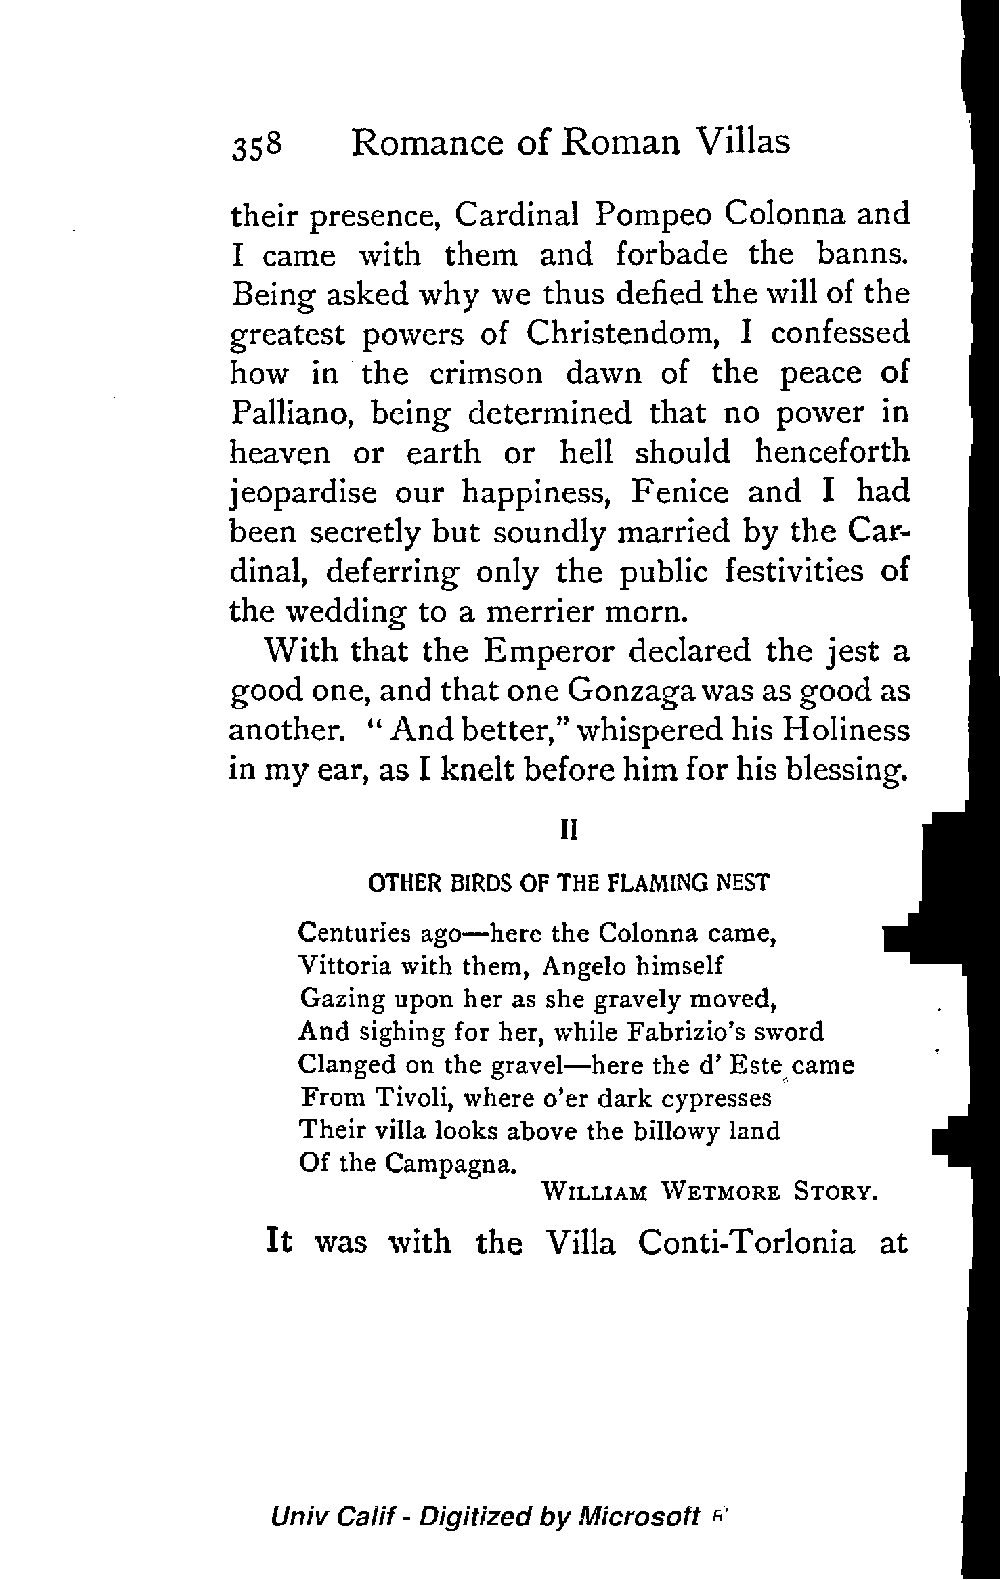 358 Romance of Roman Villas
their presence, Cardinal Pompeo Colonna and
I came with them and forbade the banns.
Being asked why we thus defied the will of the
greatest powers of Christendom, I confessed
how in the crimson dawn of the peace of
Palliano, being determined that no power in
heaven or earth or hell should henceforth
jeopardise our happiness, Fenice and I had
been secretly but soundly married by the Car-
dinal, deferring only the public festivities of
the wedding to a merrier morn.
With that the Emperor declared the jest a
good one, and that one Gonzaga was as good as
another. “ And better,” whispered his Holiness
in my ear, as I knelt before him for his blessing.
II
OTHER BIRDS OF THE FLAMING NEST
Centuries ago—here the Colonna came,
Vittoria with them, Angelo himself
Gazing upon her as she gravely moved,
And sighing for her, while Fabrizio's sword
Clanged on the gravel—here the d' Este came
From Tivoli, where o'er dark cypresses
Their villa looks above the billowy land
Of the Campagna.
WILLIAM WETMORE STORY.
It was with the Villa Conti-Torlonia at
Univ Calif - Digitized by Microsoft